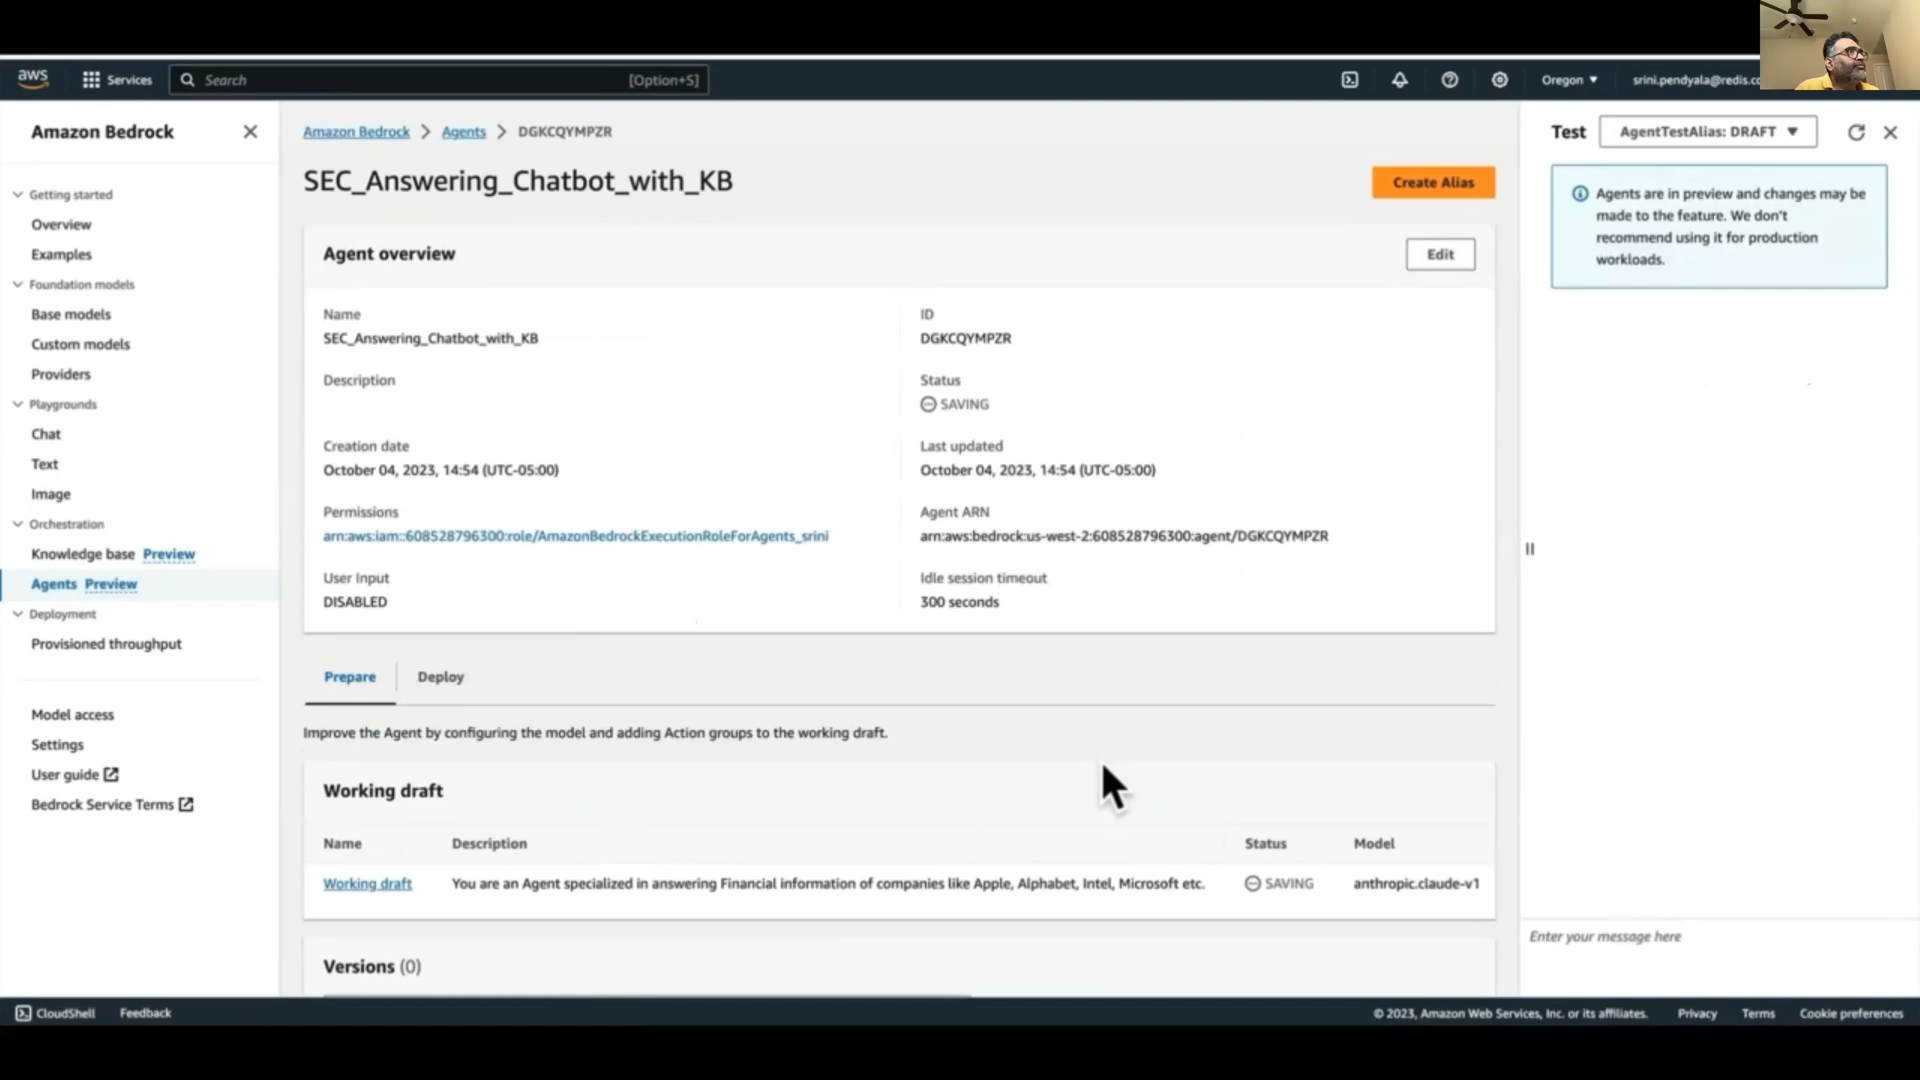 aws
Services
Search
[Option+S]
Oregon
srini.pendyala@redis.co
Amazon Bedrock
Getting started
Overview
Examples
Foundation models
Base models
Custom models
Providers
Playgrounds
Chat
Text
Image
Orchestration
Knowledge base Preview
Agents Preview
Deployment
Provisioned throughput
Model access
Settings
User guide
Bedrock Service Terms
Amazon Bedrock > Agents > DGKCQYMPZR
SEC_Answering_Chatbot_with_KB
Create Alias
Agent overview
Edit
Name
SEC_Answering_Chatbot_with_KB
ID
DGKCQYMPZR
Description
Status
SAVING
Creation date
October 04, 2023, 14:54 (UTC-05:00)
Last updated
October 04, 2023, 14:54 (UTC-05:00)
Permissions
arn:aws:iam::608528796300:role/AmazonBedrockExecutionRoleForAgents_srini
Agent ARN
arn:aws:bedrock:us-west-2:608528796300:agent/DGKCQYMPZR
User Input
DISABLED
Idle session timeout
300 seconds
Prepare
Deploy
Improve the Agent by configuring the model and adding Action groups to the working draft.
Working draft
Name Description Status Model
Working draft You are an Agent specialized in answering Financial information of companies like Apple, Alphabet, Intel, Microsoft etc. SAVING anthropic.claude-v1
Versions (0)
Test
AgentTestAlias: DRAFT
Agents are in preview and changes may be
made to the feature. We don't
recommend using it for production
workloads.
Enter your message here
CloudShell
Feedback
© 2023, Amazon Web Services, Inc. or its affiliates.
Privacy
Terms
Cookie preferences